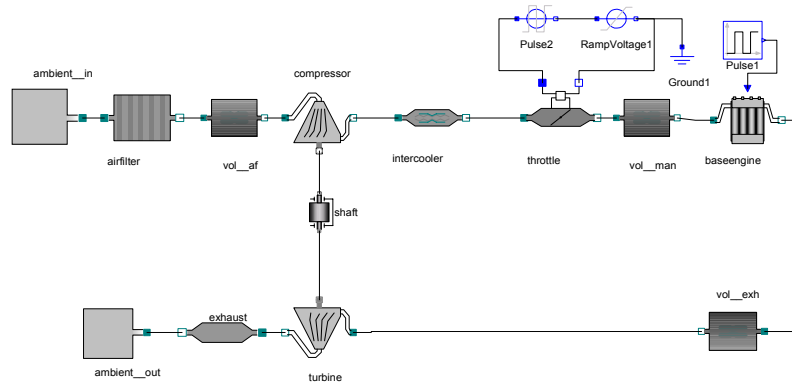 Pulse2
RampVoltage1
Ground1
Pulse1
ambient__in
compressor
airfilter
vol__af
intercooler
throttle
vol__man
baseengine
shaft
vol__exh
exhaust
ambient__out
turbine